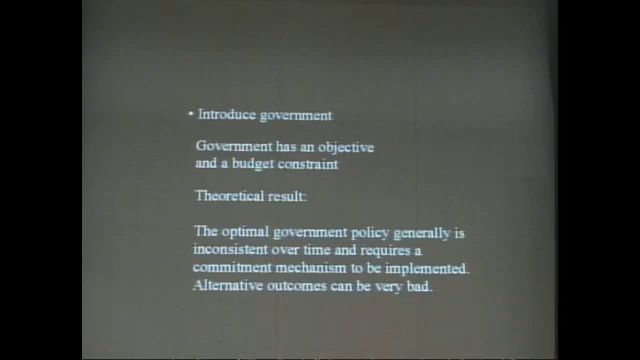 • Introduce government
Government has an objective
and a budget constraint
Theoretical result:
The optimal government policy generally is
inconsistent over time and requires a
commitment mechanism to be implemented.
Alternative outcomes can be very bad.